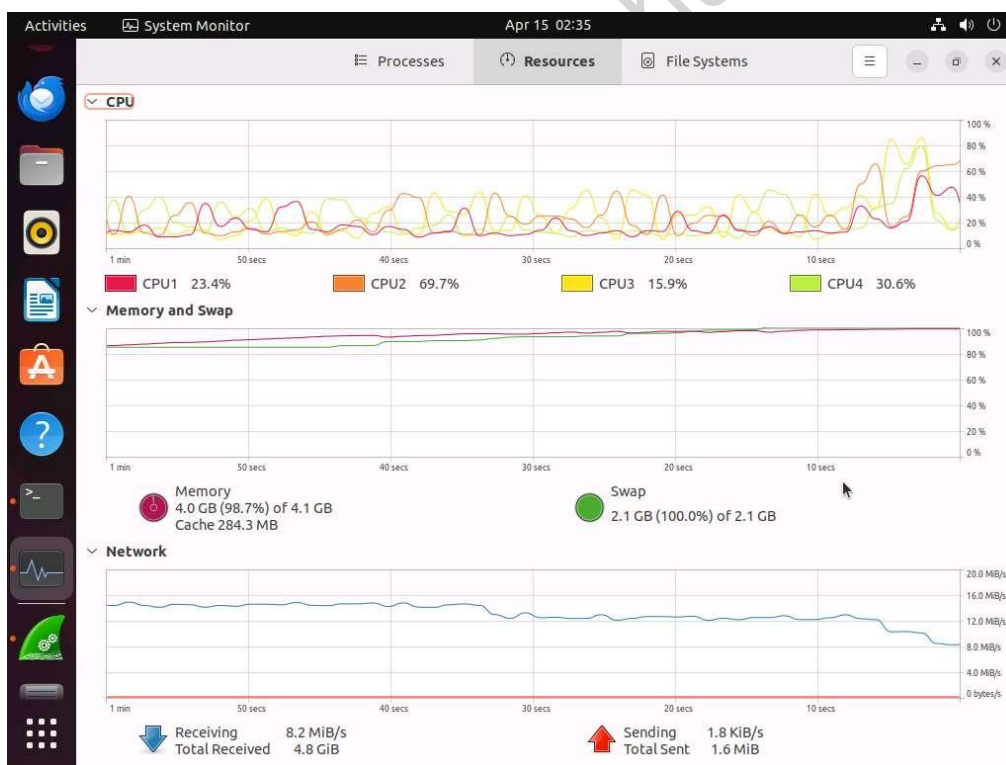 Activities System Monitor Apr 15 02:35
Processes Resources File Systems
CPU
100 %
80 %
60 %
40 %
20 %
0 %
1 min 50 secs 40 secs 30 secs 20 secs 10 secs
CPU1 23.4% CPU2 69.7% CPU3 15.9% CPU4 30.6%
Memory and Swap
100 %
80 %
60 %
40 %
20 %
0 %
1 min 50 secs 40 secs 30 secs 20 secs 10 secs
Memory
4.0 GB (98.7%) of 4.1 GB
Cache 284.3 MB
Swap
2.1 GB (100.0%) of 2.1 GB
Network
20.0 MiB/s
16.0 MiB/s
12.0 MiB/s
8.0 MiB/s
4.0 MiB/s
0 bytes/s
1 min 50 secs 40 secs 30 secs 20 secs 10 secs
Receiving 8.2 MiB/s
Total Received 4.8 GiB
Sending 1.8 KiB/s
Total Sent 1.6 MiB